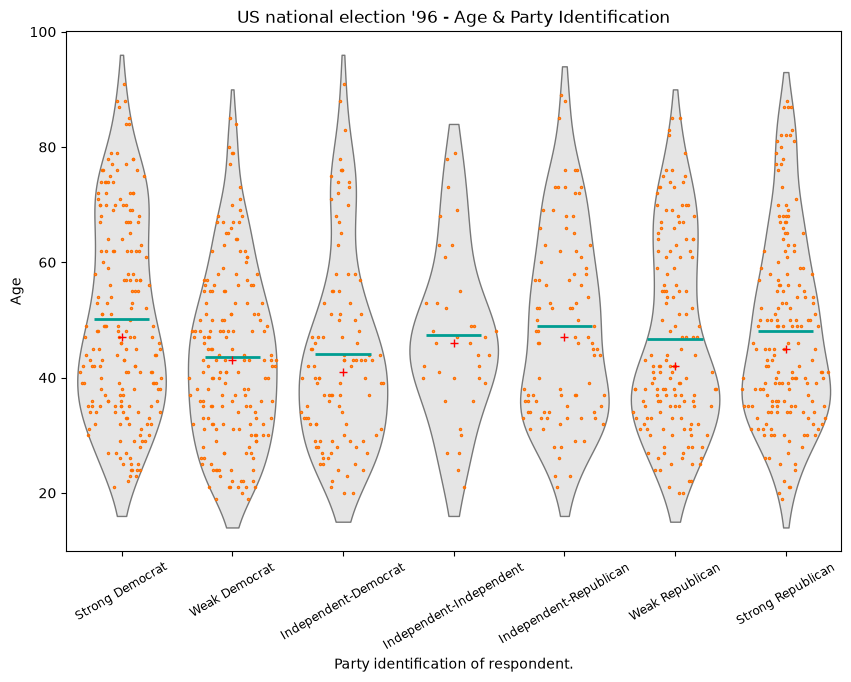 US national election '96 - Age & Party Identification
100
80
60
40
20
Age
Strong Democrat
Weak Democrat
Independent-Democrat
Independent-Independent
Independent-Republican
Weak Republican
Strong Republican
Party identification of respondent.